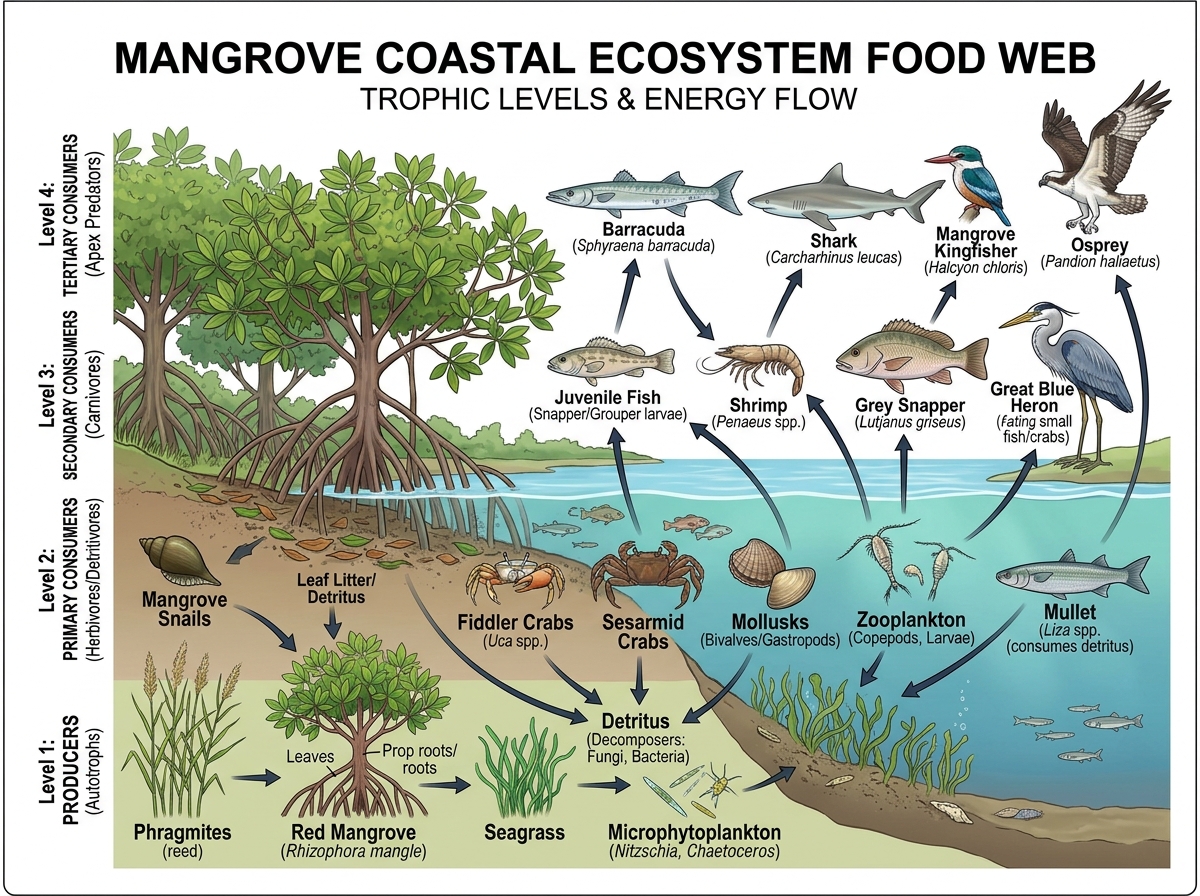 MANGROVE COASTAL ECOSYSTEM FOOD WEB
TROPHIC LEVELS & ENERGY FLOW
Level 4:
TERTIARY CONSUMERS
(Apex Predators)
Barracuda
(Sphyraena barracuda)
Shark
(Carcharhinus leucas)
Mangrove
Kingfisher
(Halcyon chloris)
Osprey
(Pandion haliaetus)
Level 3:
SECONDARY CONSUMERS
(Carnivores)
Juvenile Fish
(Snapper/Grouper larvae)
Shrimp
(Penaeus spp.)
Grey Snapper
(Lutjanus griseus)
Great Blue
Heron
(fating small
fish/crabs)
Level 2:
PRIMARY CONSUMERS
(Herbivores/Detritivores)
Mangrove
Snails
Leaf Litter/
Detritus
Fiddler Crabs
(Uca spp.)
Sesarmid
Crabs
Mollusks
(Bivalves/Gastropods)
Zooplankton
(Copepods, Larvae)
Mullet
(Liza spp.
(consumes detritus)
Level 1:
PRODUCERS
(Autotrophs)
Detritus
(Decomposers:
Fungi, Bacteria)
Leaves
Prop roots/
roots
Phragmites
(reed)
Red Mangrove
(Rhizophora mangle)
Seagrass
Microphytoplankton
(Nitzschia, Chaetoceros)